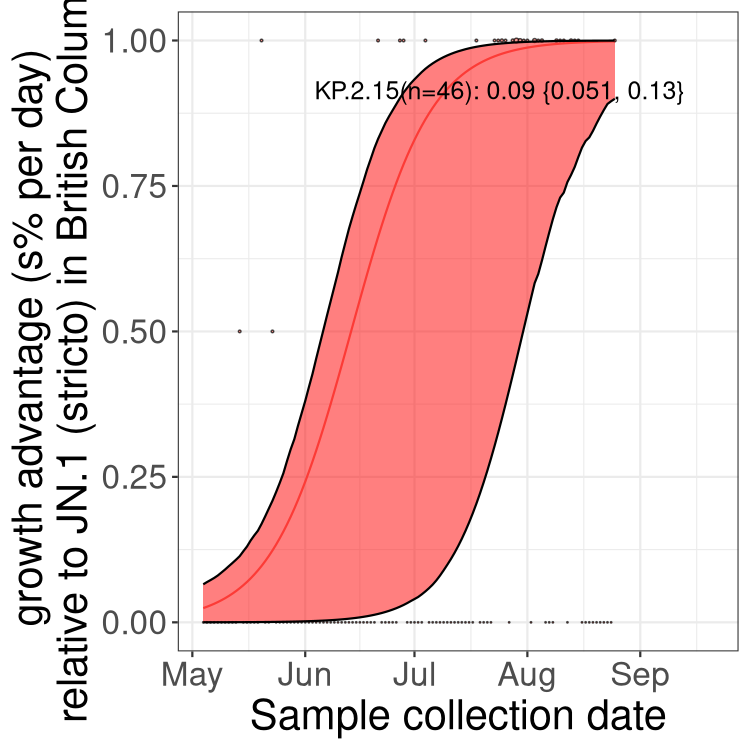 growth advantage (s% per day)
relative to JN.1 (stricto) in British Colum
1.00
0.75
0.50
0.25
0.00
KP.2.15(n=46): 0.09 {0.051, 0.13}
May Jun Jul Aug Sep
Sample collection date